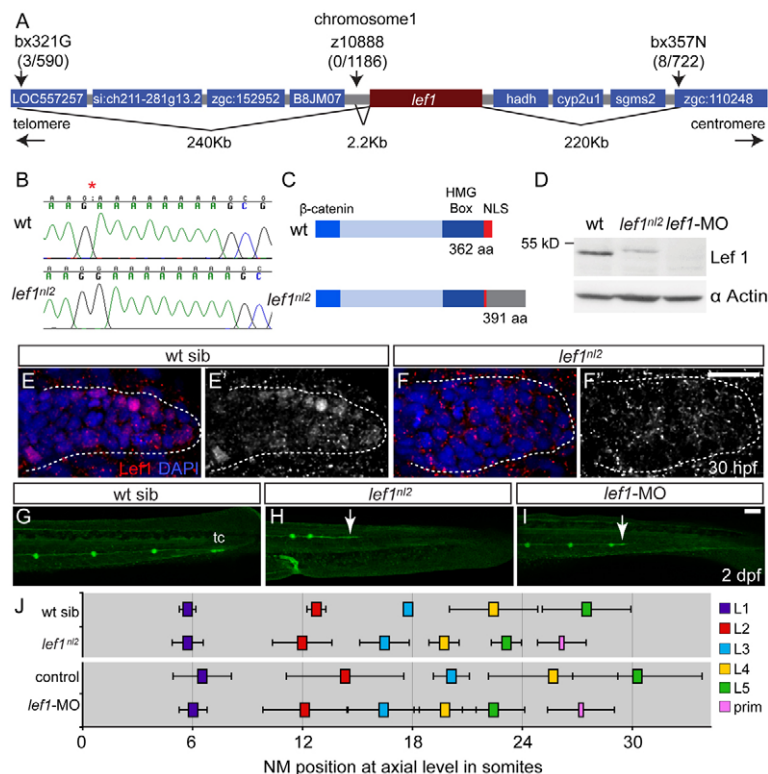 A
chromosome1
bx321G z10888 bx357N
(3/590) (0/1186) (8/722)
LOC557257 si:ch211-281g13.2 zgc:152952 B8JM07 lef1 hadh cyp2u1 sgms2 zgc:110248
telomere centromere
240Kb 2.2Kb 220Kb
B
*
wt
A A G A A A A A A A A G C G
lef1nl2
A A G G A A A A A A A A G C
C
β-catenin HMG Box NLS
wt
362 aa
lef1nl2
391 aa
D
wt lef1nl2 lef1-MO
55 kD
Lef 1
α Actin
wt sib lef1nl2
E E' F F'
Lef1 DAPI 30 hpf
wt sib lef1nl2 lef1-MO
G tc H I
2 dpf
J
wt sib
lef1nl2
control
lef1-MO
0 6 12 18 24 30
NM position at axial level in somites
L1
L2
L3
L4
L5
prim